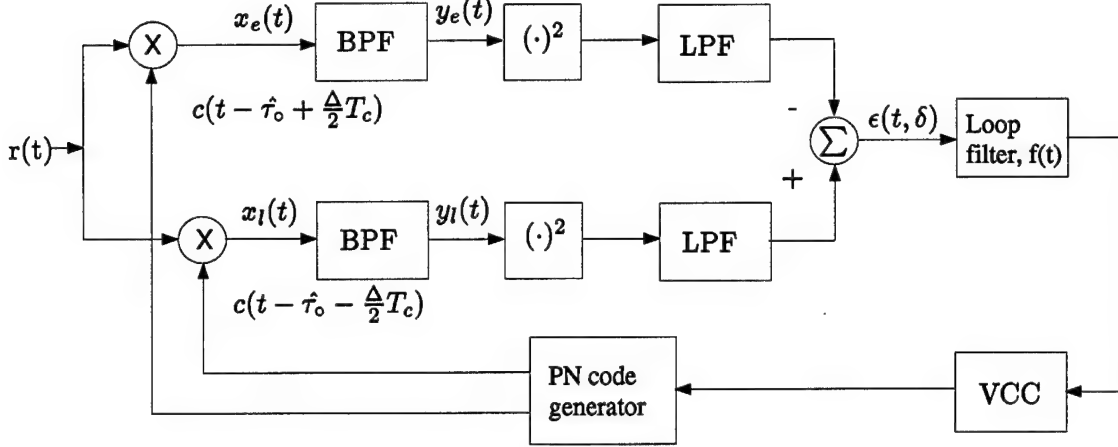 x_e(t)
y_e(t)
X
BPF
(·)²
LPF
c(t − τ̂_o + Δ/2 T_c)
-
ϵ(t, δ)
r(t)
Σ
Loop
filter, f(t)
+
x_l(t)
y_l(t)
X
BPF
(·)²
LPF
c(t − τ̂_o − Δ/2 T_c)
PN code
generator
VCC